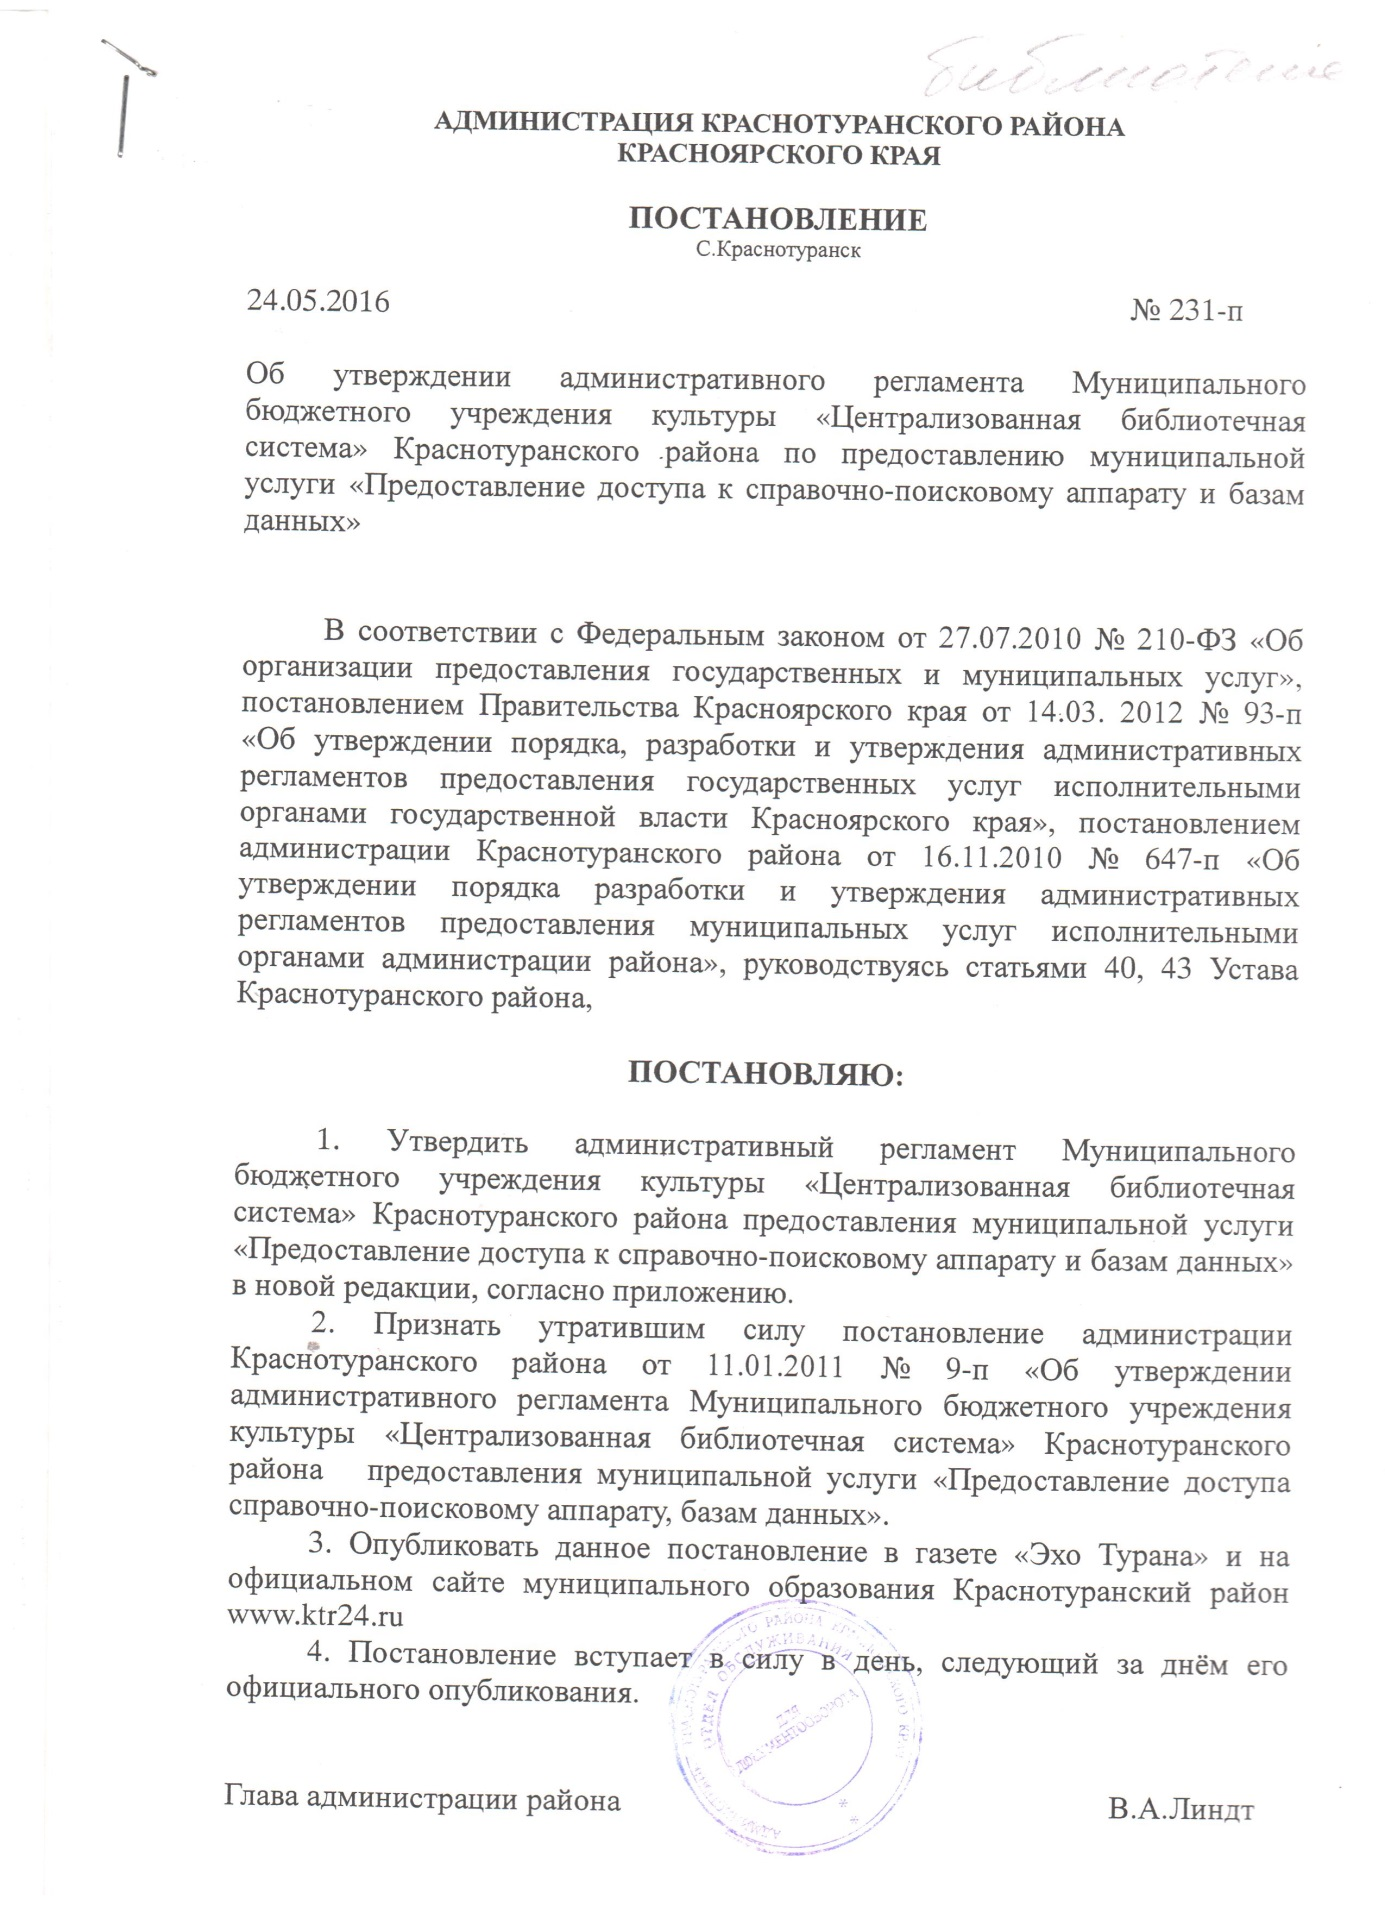 АДМИНИСТРАЦИЯ КРАСНОТУРАНСКОГО РАЙОНА
КРАСНОЯРСКОГО КРАЯ
ПОСТАНОВЛЕНИЕ
С.Краснотуранск
24.05.2016 № 231-п
Об утверждении административного регламента Муниципального
бюджетного учреждения культуры «Централизованная библиотечная
система» Краснотуранского района по предоставлению муниципальной
услуги «Предоставление доступа к справочно-поисковому аппарату и базам
данных»
В соответствии с Федеральным законом от 27.07.2010 № 210-ФЗ «Об
организации предоставления государственных и муниципальных услуг»,
постановлением Правительства Красноярского края от 14.03. 2012 № 93-п
«Об утверждении порядка, разработки и утверждения административных
регламентов предоставления государственных услуг исполнительными
органами государственной власти Красноярского края», постановлением
администрации Краснотуранского района от 16.11.2010 № 647-п «Об
утверждении порядка разработки и утверждения административных
регламентов предоставления муниципальных услуг исполнительными
органами администрации района», руководствуясь статьями 40, 43 Устава
Краснотуранского района,
ПОСТАНОВЛЯЮ:
1. Утвердить административный регламент Муниципального
бюджетного учреждения культуры «Централизованная библиотечная
система» Краснотуранского района предоставления муниципальной услуги
«Предоставление доступа к справочно-поисковому аппарату и базам данных»
в новой редакции, согласно приложению.
2. Признать утратившим силу постановление администрации
Краснотуранского района от 11.01.2011 № 9-п «Об утверждении
административного регламента Муниципального бюджетного учреждения
культуры «Централизованная библиотечная система» Краснотуранского
района предоставления муниципальной услуги «Предоставление доступа
справочно-поисковому аппарату, базам данных».
3. Опубликовать данное постановление в газете «Эхо Турана» и на
официальном сайте муниципального образования Краснотуранский район
www.ktr24.ru
4. Постановление вступает в силу в день, следующий за днём его
официального опубликования.
ОТДЕЛ ОБСЛУЖИВАНИЯ
ДЛЯ
ДОКУМЕНТООБОРОТА
Глава администрации района В.А.Линдт